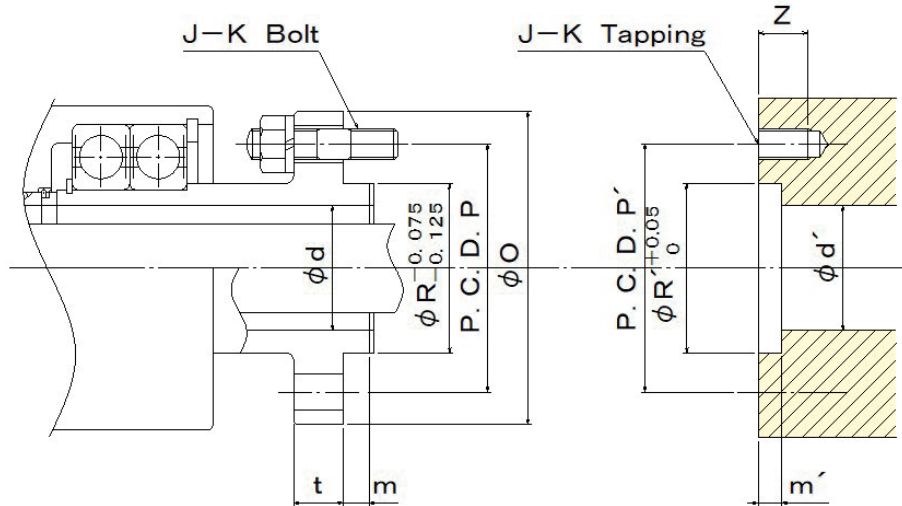 J-K Bolt
J-K Tapping
Z
φd
φR -0.075
-0.125
P. C. D. P
φO
P. C. D. P´
φR´ +0.05
0
φd´
t
m
m´